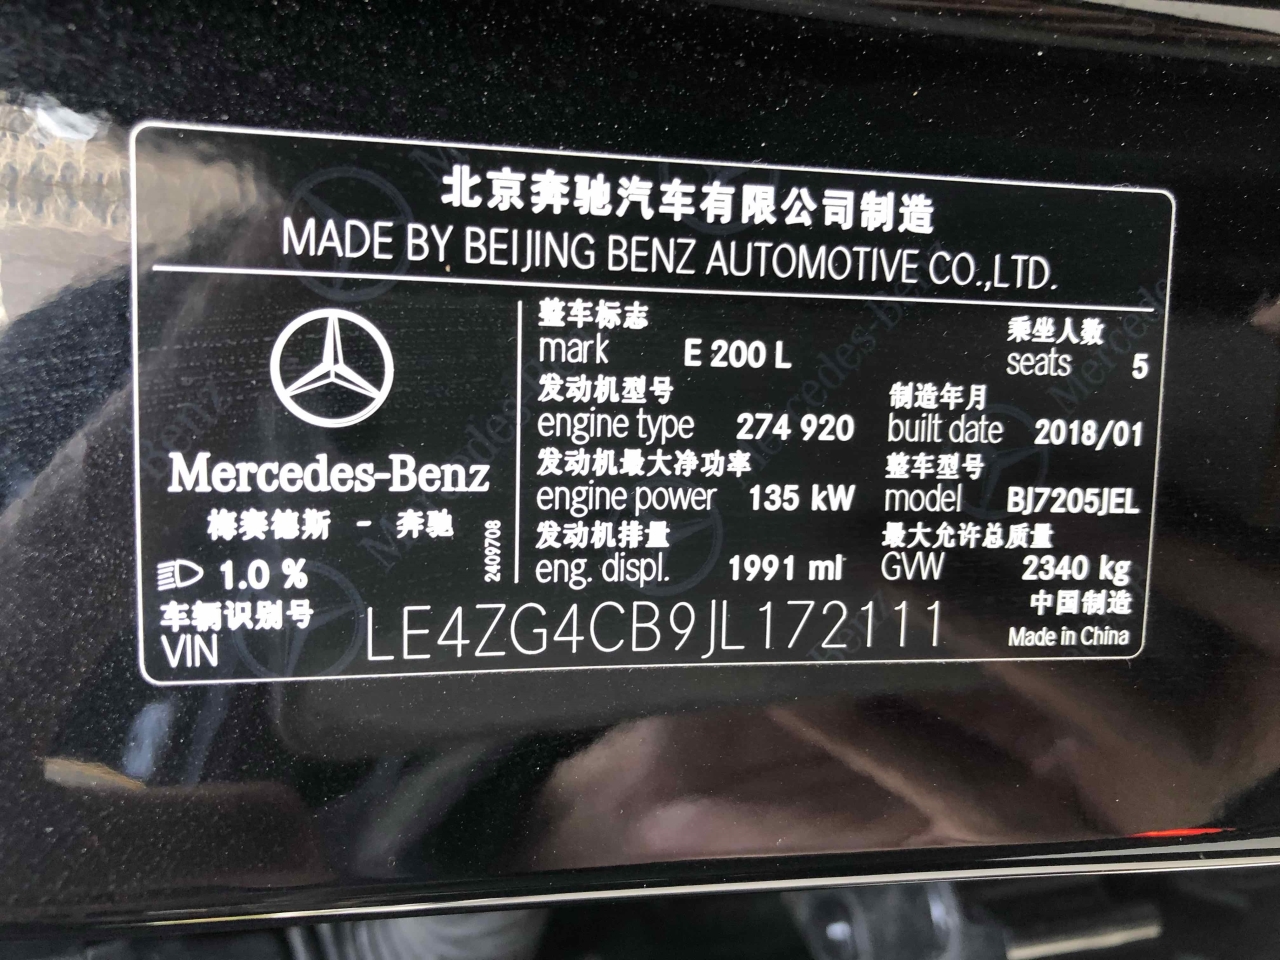 北京奔驰汽车有限公司制造
MADE BY BEIJING BENZ AUTOMOTIVE CO.,LTD.
Mercedes-Benz
梅赛德斯 - 奔驰
1.0 %
2409708
整车标志
mark E 200 L
乘坐人数
seats 5
发动机型号
engine type 274 920
制造年月
built date 2018/01
发动机最大净功率
engine power 135 kW
整车型号
model BJ7205JEL
发动机排量
eng. displ. 1991 ml
最大允许总质量
GVW 2340 kg
车辆识别号
VIN LE4ZG4CB9JL172111
中国制造
Made in China